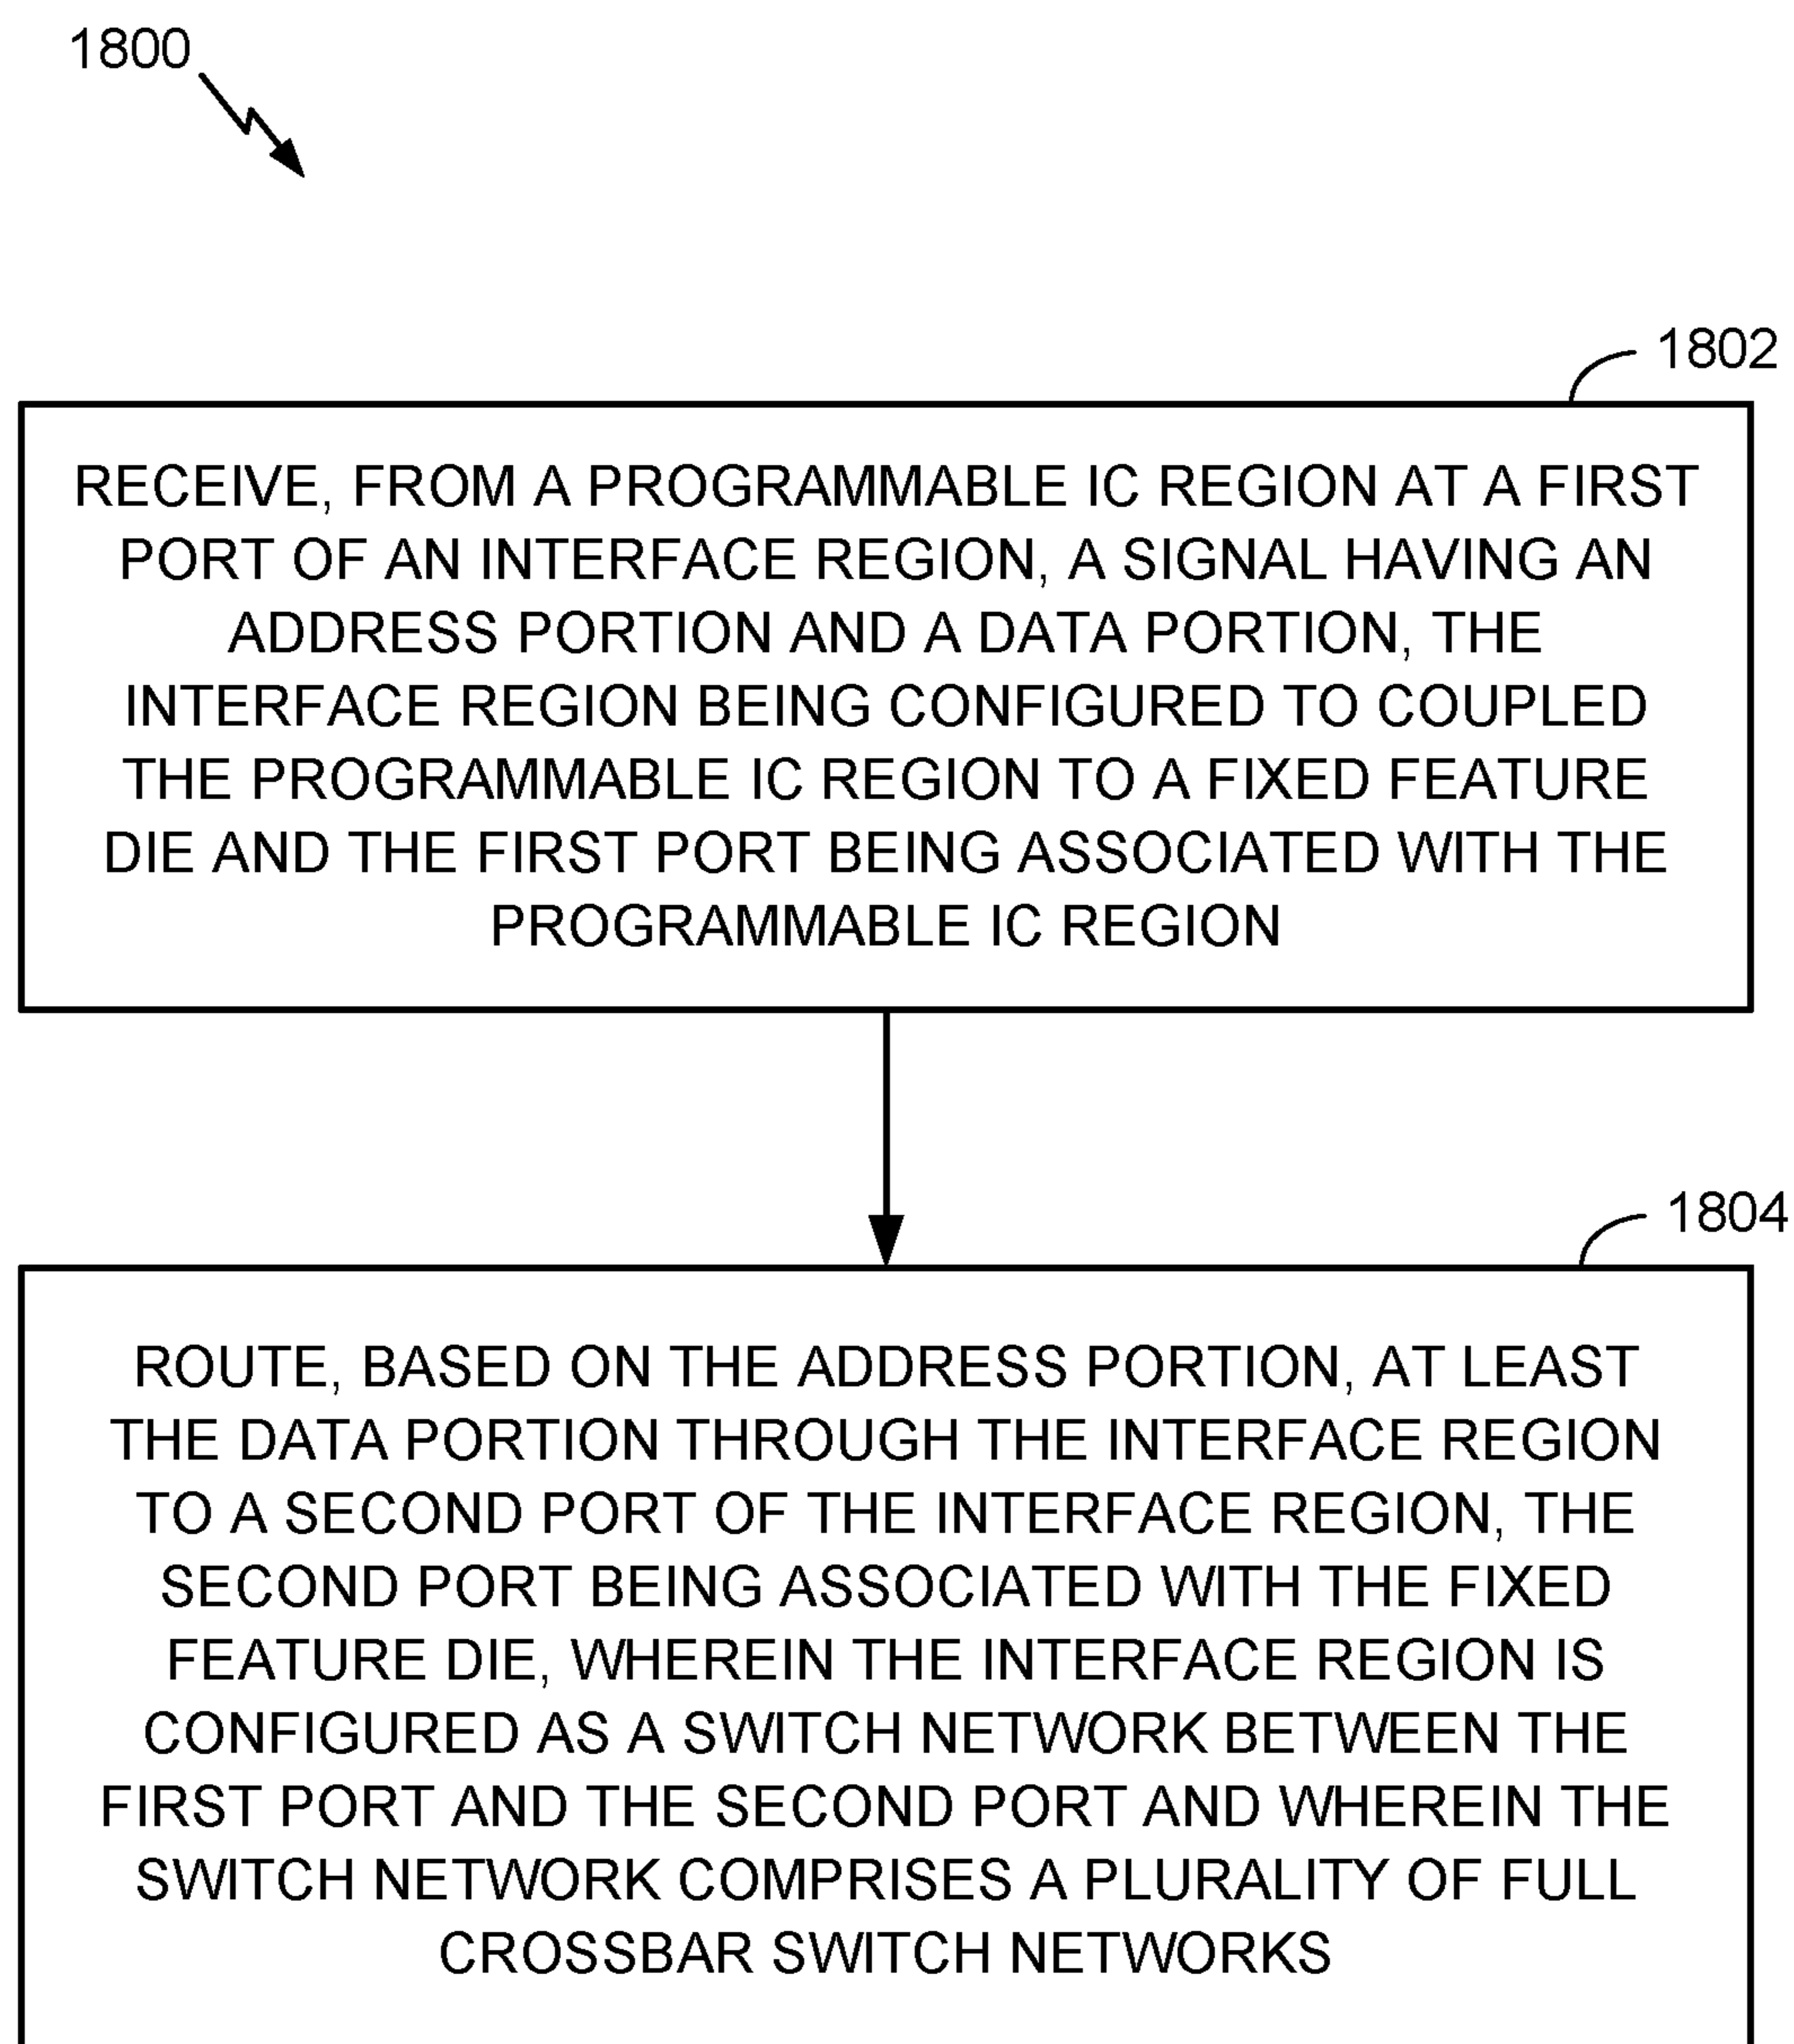 1800
1802
RECEIVE, FROM A PROGRAMMABLE IC REGION AT A FIRST
PORT OF AN INTERFACE REGION, A SIGNAL HAVING AN
ADDRESS PORTION AND A DATA PORTION, THE
INTERFACE REGION BEING CONFIGURED TO COUPLED
THE PROGRAMMABLE IC REGION TO A FIXED FEATURE
DIE AND THE FIRST PORT BEING ASSOCIATED WITH THE
PROGRAMMABLE IC REGION
1804
ROUTE, BASED ON THE ADDRESS PORTION, AT LEAST
THE DATA PORTION THROUGH THE INTERFACE REGION
TO A SECOND PORT OF THE INTERFACE REGION, THE
SECOND PORT BEING ASSOCIATED WITH THE FIXED
FEATURE DIE, WHEREIN THE INTERFACE REGION IS
CONFIGURED AS A SWITCH NETWORK BETWEEN THE
FIRST PORT AND THE SECOND PORT AND WHEREIN THE
SWITCH NETWORK COMPRISES A PLURALITY OF FULL
CROSSBAR SWITCH NETWORKS